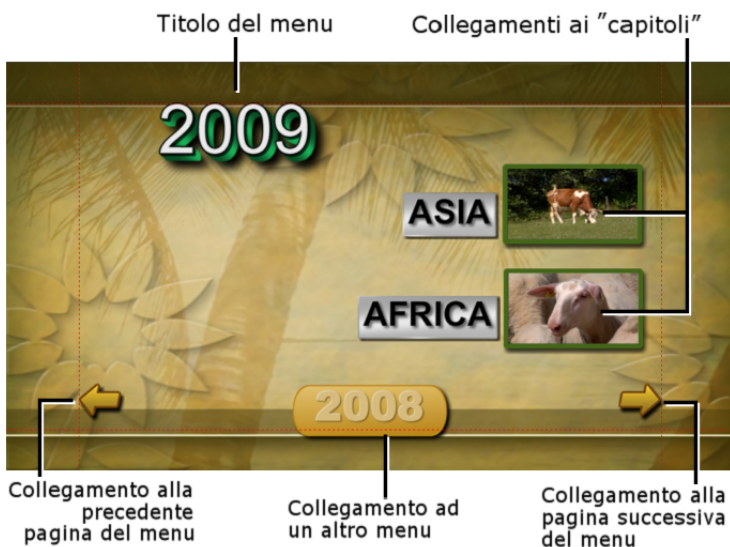 Titolo del menu
Collegamenti ai "capitoli"
2009
ASIA
AFRICA
2008
Collegamento alla
precedente
pagina del menu
Collegamento ad
un altro menu
Collegamento alla
pagina successiva
del menu